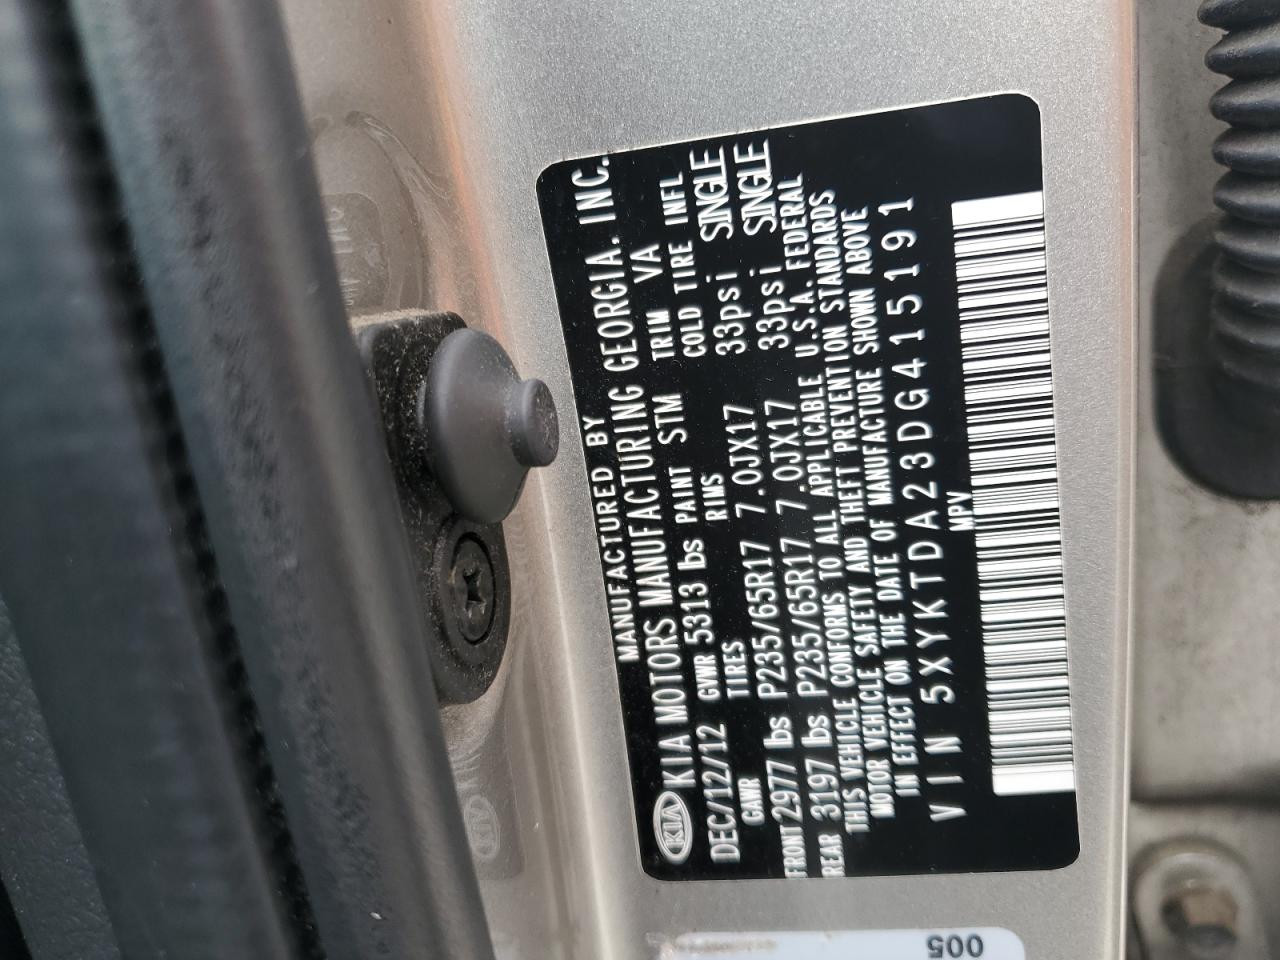 MANUFACTURED BY
KIA KIA MOTORS MANUFACTURING GEORGIA. INC.
DEC/12/12 GVWR 5313 lbs PAINT STM TRIM VA
GAWR TIRES RIMS COLD TIRE INFL
FRONT 2977 lbs P235/65R17 7.0JX17 33psi SINGLE
REAR 3197 lbs P235/65R17 7.0JX17 33psi SINGLE
THIS VEHICLE CONFORMS TO ALL APPLICABLE U.S.A. FEDERAL
MOTOR VEHICLE SAFETY AND THEFT PREVENTION STANDARDS
IN EFFECT ON THE DATE OF MANUFACTURE SHOWN ABOVE
VIN 5XYKTDA23DG415191
MPV
005